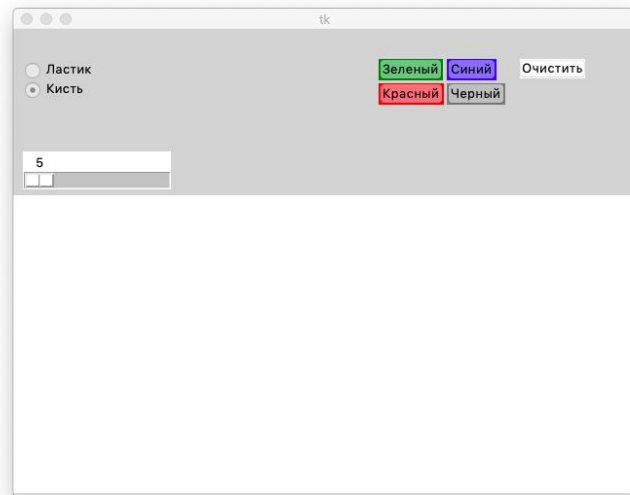 tk
Ластик
Кисть
Зеленый Синий Очистить
Красный Черный
5